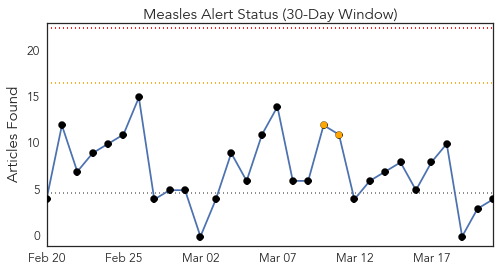 Measles Alert Status (30-Day Window)
Articles Found
20
15
10
5
0
Feb 20
Feb 25
Mar 02
Mar 07
Mar 12
Mar 17